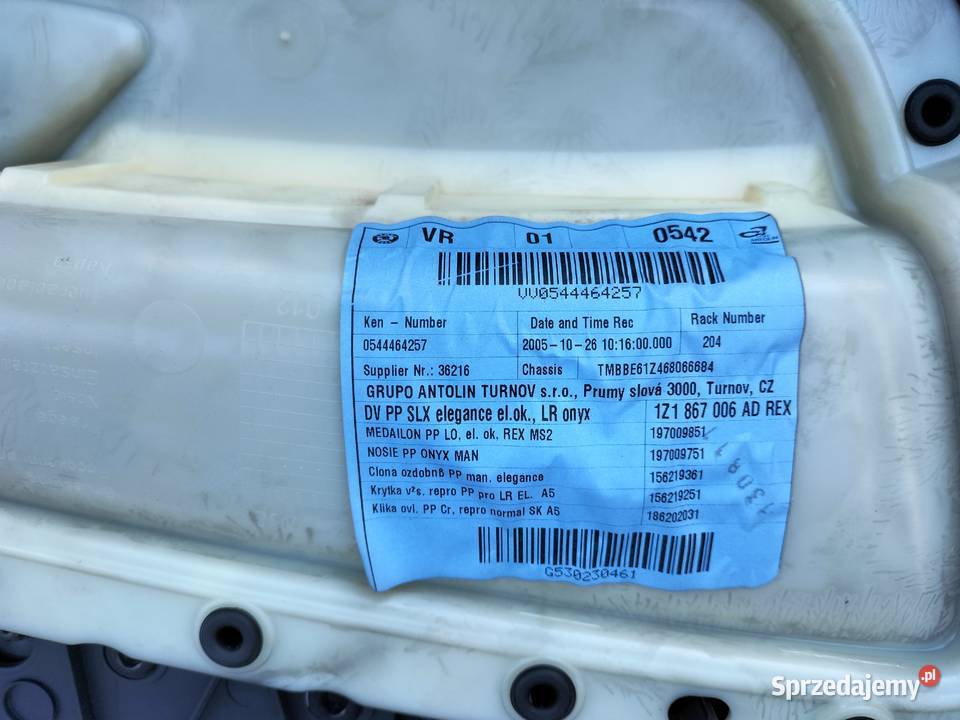 VR 01 0542
VV0544464257
Ken - Number Date and Time Rec Rack Number
0544464257 2005-10-26 10:16:00.000 204
Supplier Nr.: 36216 Chassis TMBBE61Z468066684
GRUPO ANTOLIN TURNOV s.r.o., Prumy slová 3000, Turnov, CZ
DV PP SLX elegance el.ok., LR onyx 1Z1 867 006 AD REX
MEDAILON PP LO, el. ok, REX MS2 197009851
NOSIE PP ONYX MAN 197009751
Clona ozdobnß PP man. elegance 156219361
Krytka v²s. repro PP pro LR EL. A5 156219251
Klika ovl. PP Cr, repro normal SK A5 186202031
G530230461
Sprzedajemy.pl